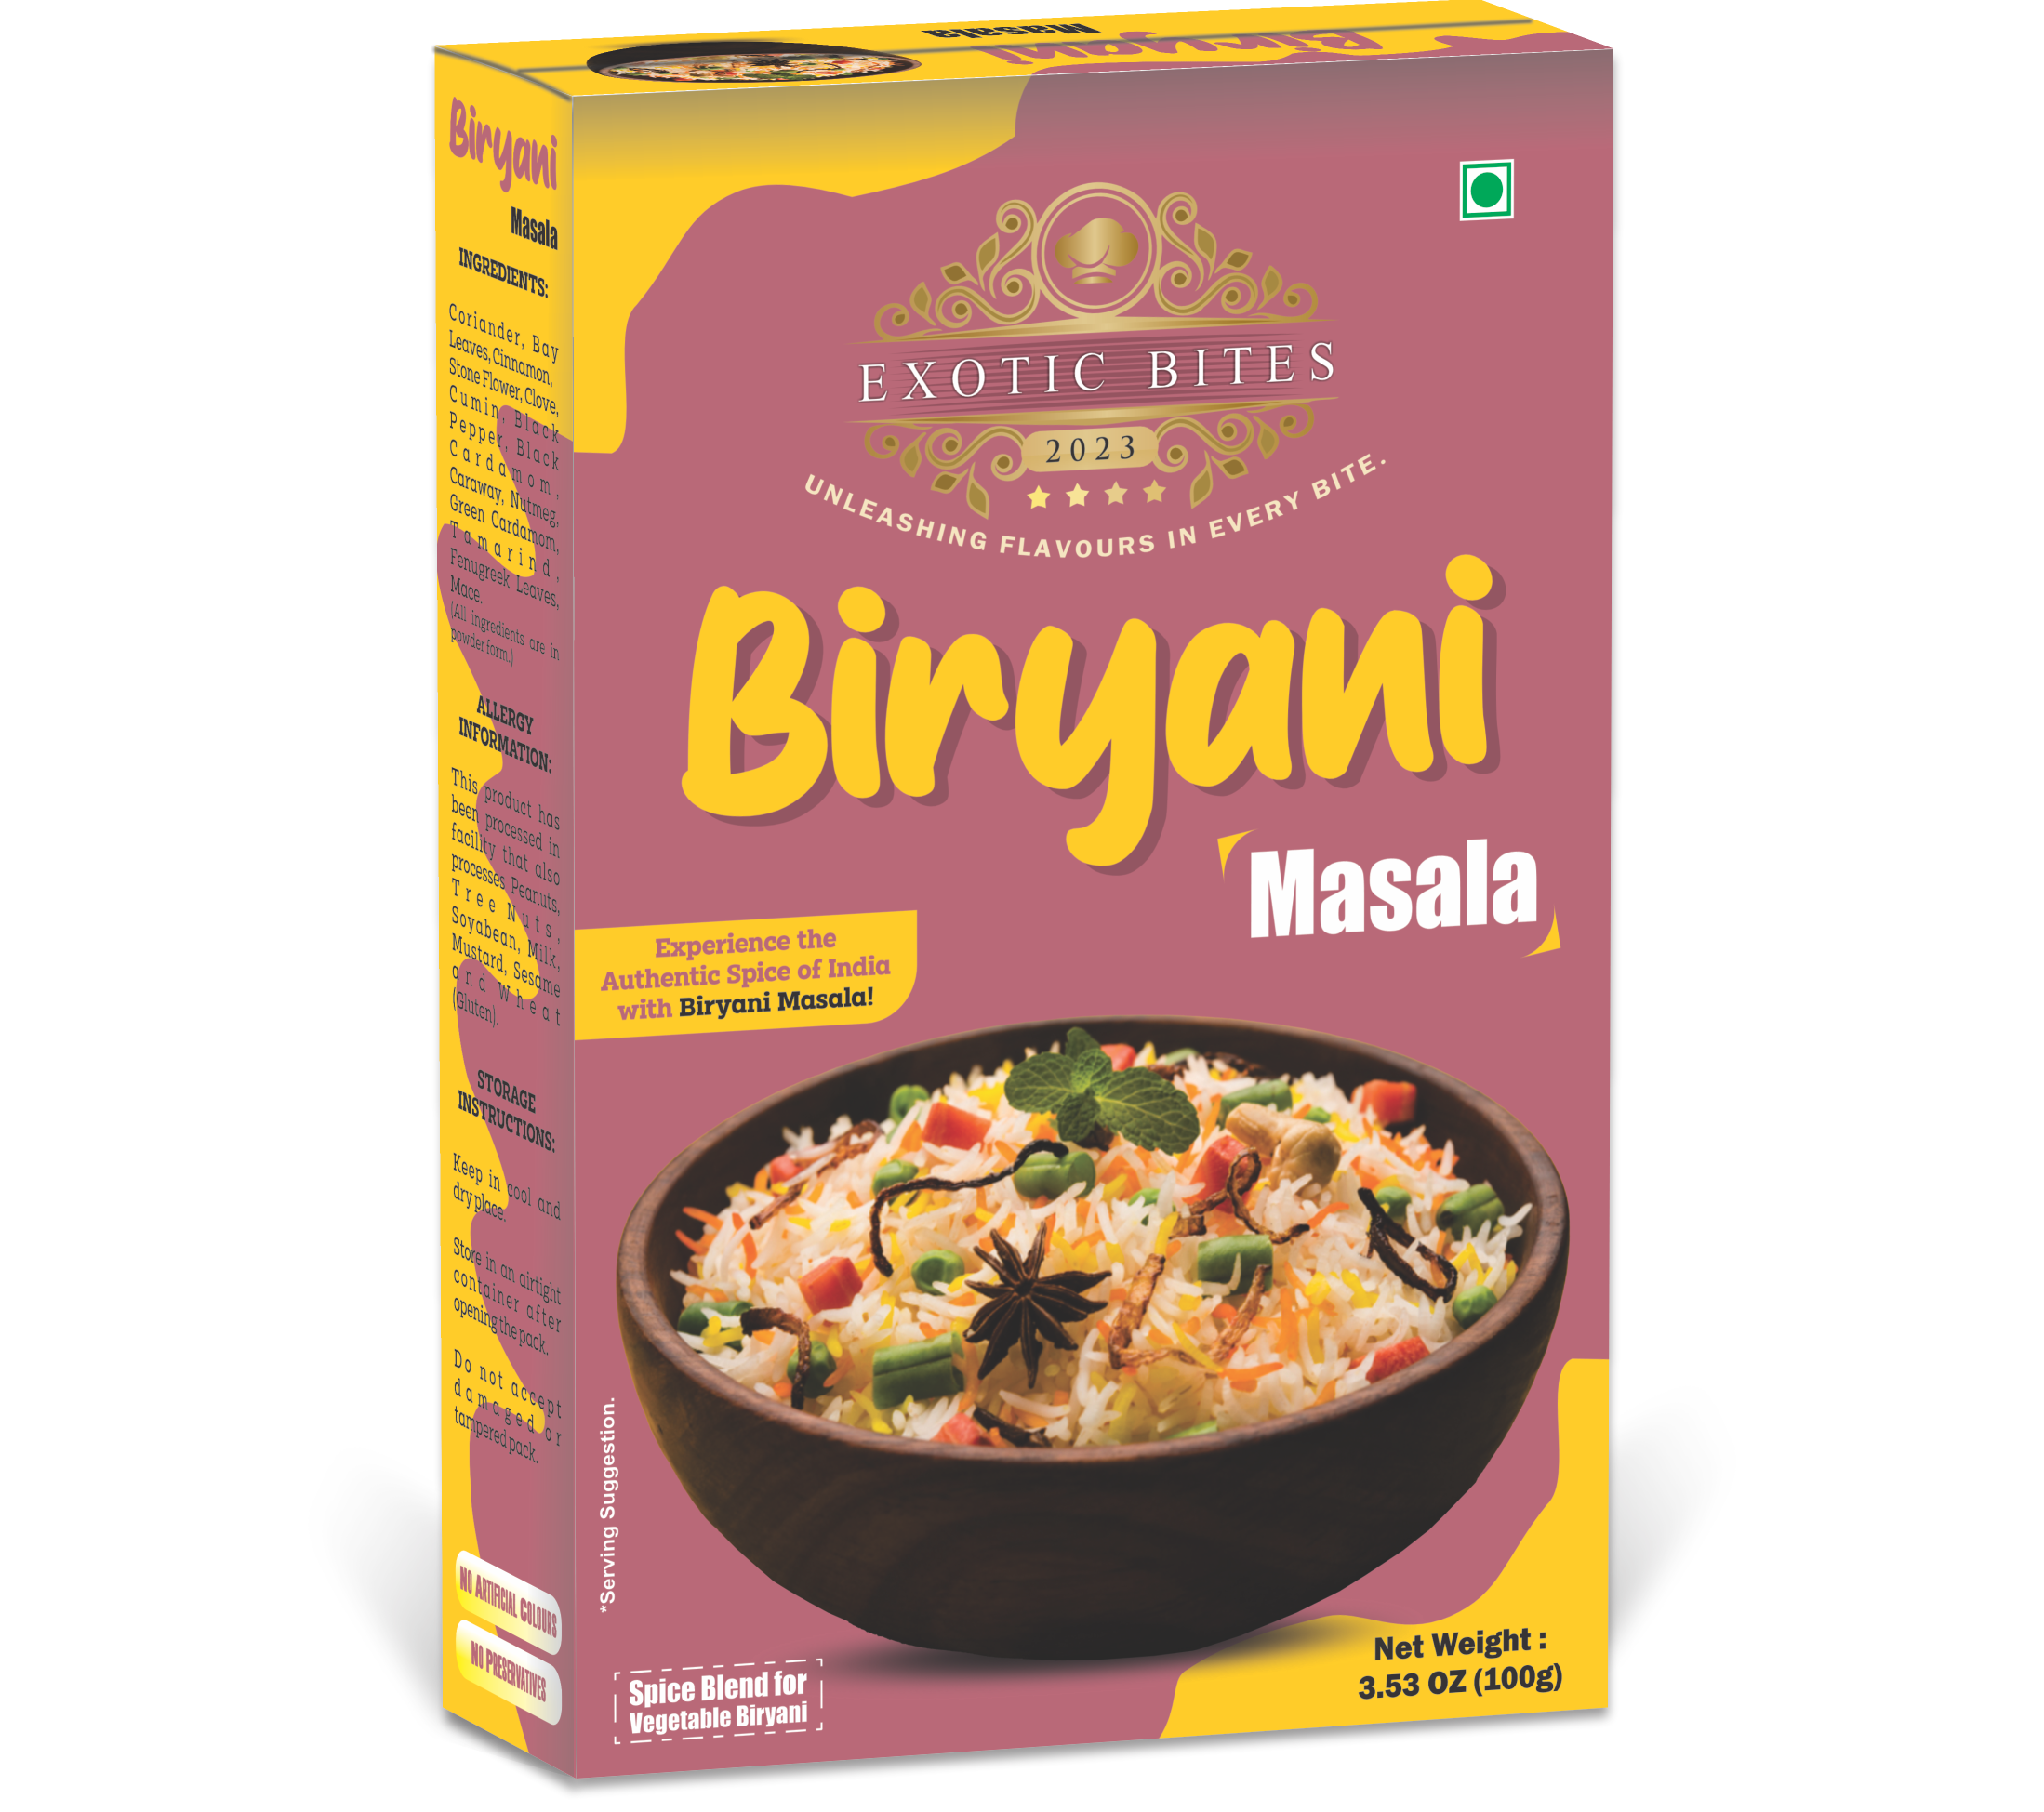 Masala
Biryani
Biryani
Masala
INGREDIENTS:
Coriander, Bay
Leaves, Cinnamon,
Stone Flower, Clove,
Cumin, Black
Pepper, Black
Cardamom,
Caraway, Nutmeg,
Green Cardamom,
Tamarind,
Fenugreek Leaves,
Mace.
(All ingredients are in
powder form.)
ALLERGY
INFORMATION:
This product has
been processed in
facility that also
processes Peanuts,
Tree Nuts,
Soyabean, Milk,
Mustard, Sesame
and Wheat
(Gluten).
STORAGE
INSTRUCTIONS:
Keep in cool and
dry place.
Store in an airtight
container after
opening the pack.
Do not accept
damaged or
tampered pack.
NO ARTIFICIAL COLOURS
NO PRESERVATIVES
EXOTIC BITES
2023
UNLEASHING FLAVOURS IN EVERY BITE.
Biryani
Masala
Experience the
Authentic Spice of India
with Biryani Masala!
*Serving Suggestion.
Spice Blend for
Vegetable Biryani
Net Weight :
3.53 OZ (100g)